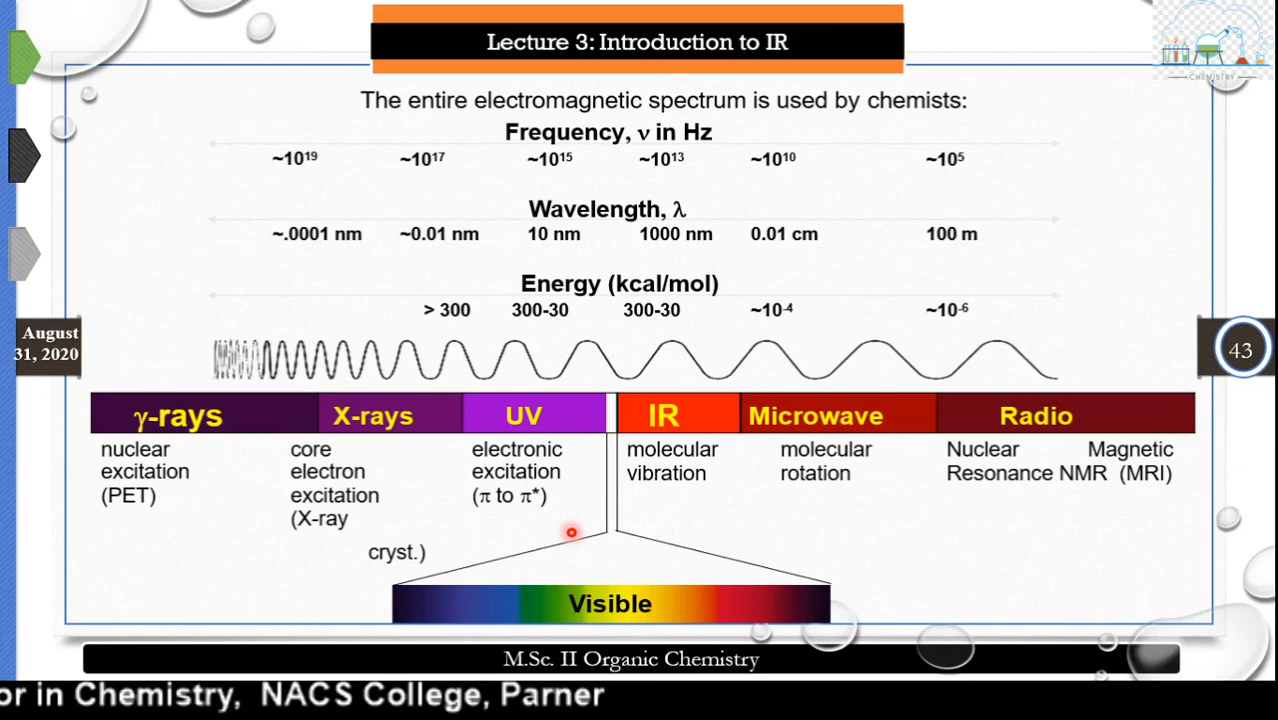 Lecture 3: Introduction to IR
CHEMISTRY
The entire electromagnetic spectrum is used by chemists:
Frequency, ν in Hz
~10¹⁹ ~10¹⁷ ~10¹⁵ ~10¹³ ~10¹⁰ ~10⁵
Wavelength, λ
~.0001 nm ~0.01 nm 10 nm 1000 nm 0.01 cm 100 m
Energy (kcal/mol)
> 300 300-30 300-30 ~10⁻⁴ ~10⁻⁶
August
31, 2020
43
γ-rays X-rays UV IR Microwave Radio
nuclear
excitation
(PET)
core
electron
excitation
(X-ray
cryst.)
electronic
excitation
(π to π*)
molecular
vibration
molecular
rotation
Nuclear Magnetic
Resonance NMR (MRI)
Visible
M.Sc. II Organic Chemistry
or in Chemistry, NACS College, Parner